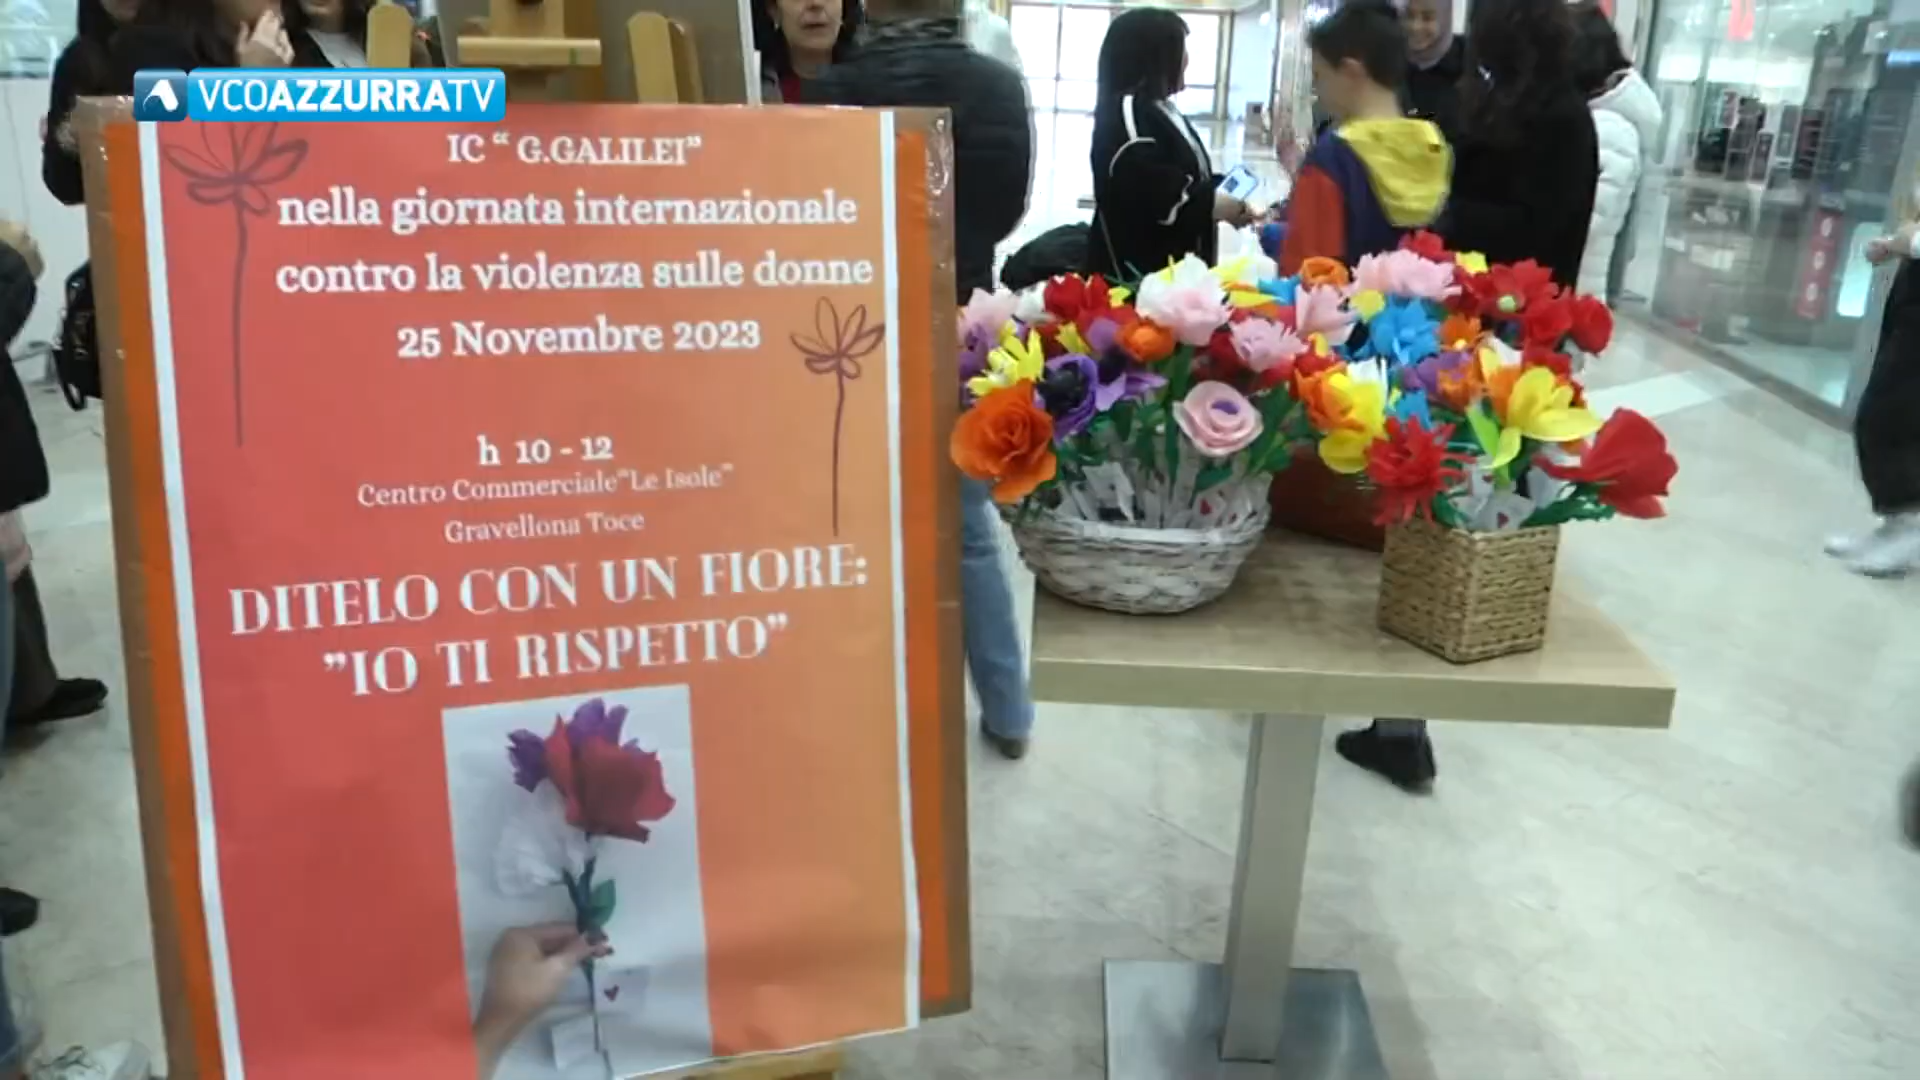 VCOAZZURRATV
IC “ G.GALILEI”
nella giornata internazionale
contro la violenza sulle donne
25 Novembre 2023
h 10 - 12
Centro Commerciale"Le Isole"
Gravellona Toce
DITELO CON UN FIORE:
"IO TI RISPETTO"